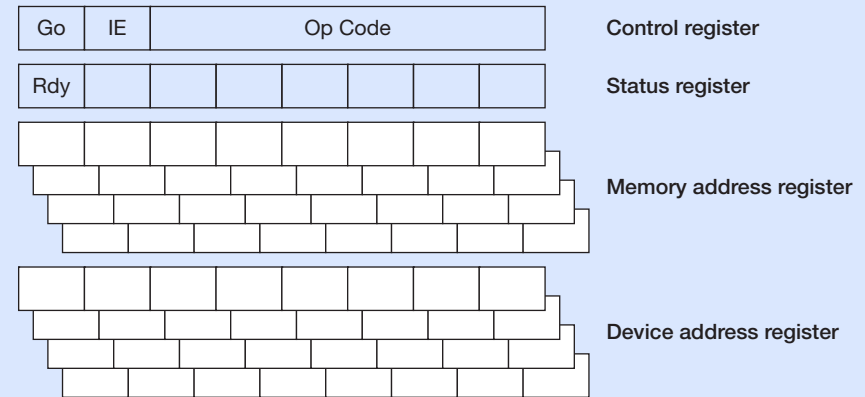 Go IE Op Code Control register
Rdy Status register
Memory address register
Device address register